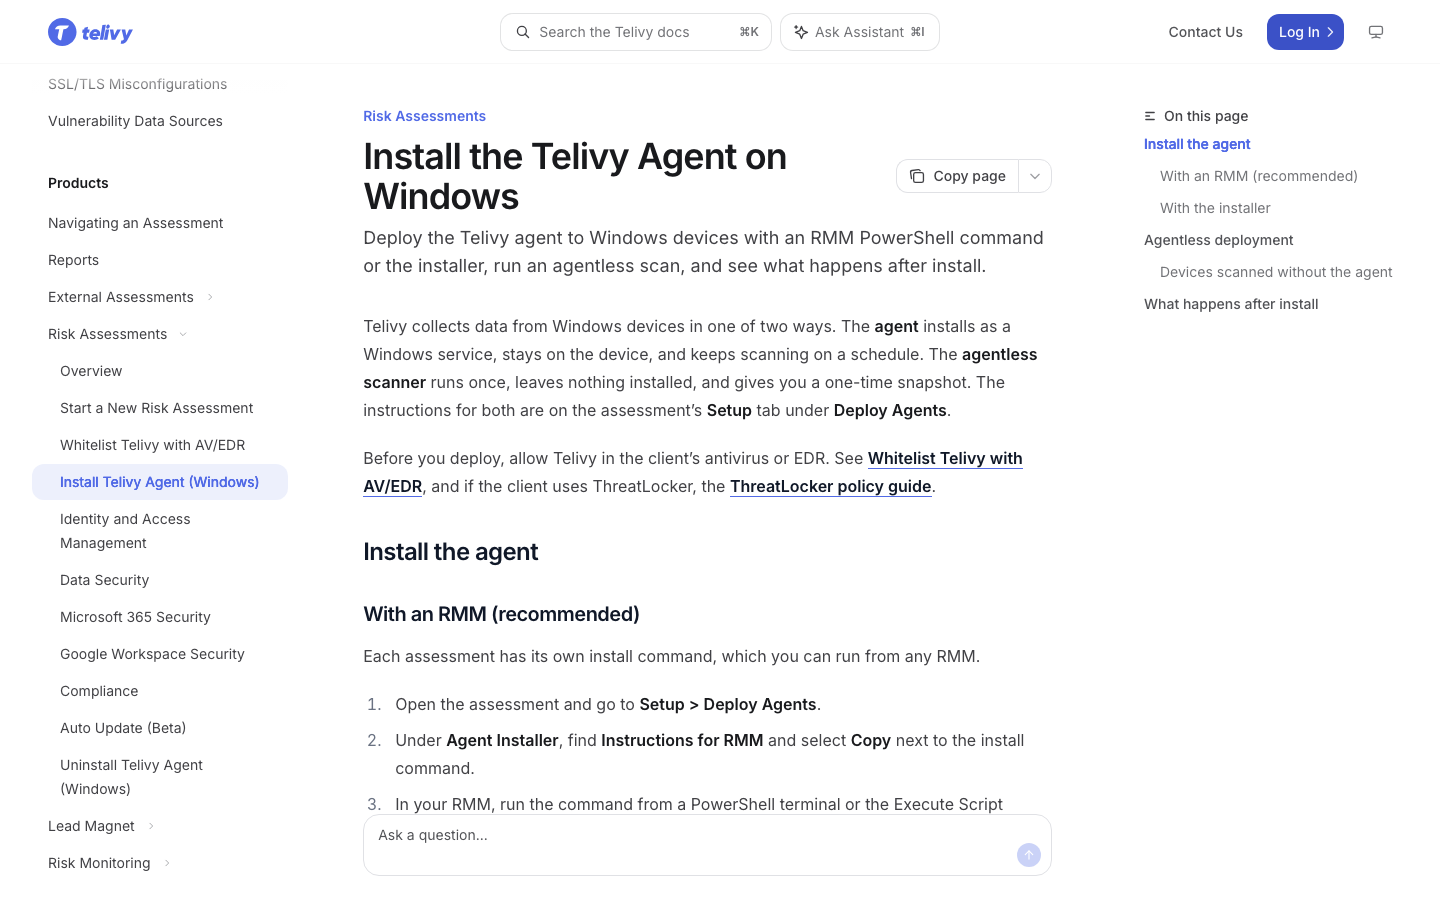 telivy
Search the Telivy docs
⌘K
Ask Assistant
⌘I
Contact Us
Log In
SSL/TLS Misconfigurations
Vulnerability Data Sources
Products
Navigating an Assessment
Reports
External Assessments
Risk Assessments
Overview
Start a New Risk Assessment
Whitelist Telivy with AV/EDR
Install Telivy Agent (Windows)
Identity and Access
Management
Data Security
Microsoft 365 Security
Google Workspace Security
Compliance
Auto Update (Beta)
Uninstall Telivy Agent
(Windows)
Lead Magnet
Risk Monitoring
Risk Assessments
Install the Telivy Agent on
Windows
Copy page
Deploy the Telivy agent to Windows devices with an RMM PowerShell command
or the installer, run an agentless scan, and see what happens after install.
Telivy collects data from Windows devices in one of two ways. The agent installs as a
Windows service, stays on the device, and keeps scanning on a schedule. The agentless
scanner runs once, leaves nothing installed, and gives you a one-time snapshot. The
instructions for both are on the assessment’s Setup tab under Deploy Agents.
Before you deploy, allow Telivy in the client’s antivirus or EDR. See Whitelist Telivy with
AV/EDR, and if the client uses ThreatLocker, the ThreatLocker policy guide.
Install the agent
With an RMM (recommended)
Each assessment has its own install command, which you can run from any RMM.
1. Open the assessment and go to Setup > Deploy Agents.
2. Under Agent Installer, find Instructions for RMM and select Copy next to the install
command.
3. In your RMM, run the command from a PowerShell terminal or the Execute Script
Ask a question...
On this page
Install the agent
With an RMM (recommended)
With the installer
Agentless deployment
Devices scanned without the agent
What happens after install